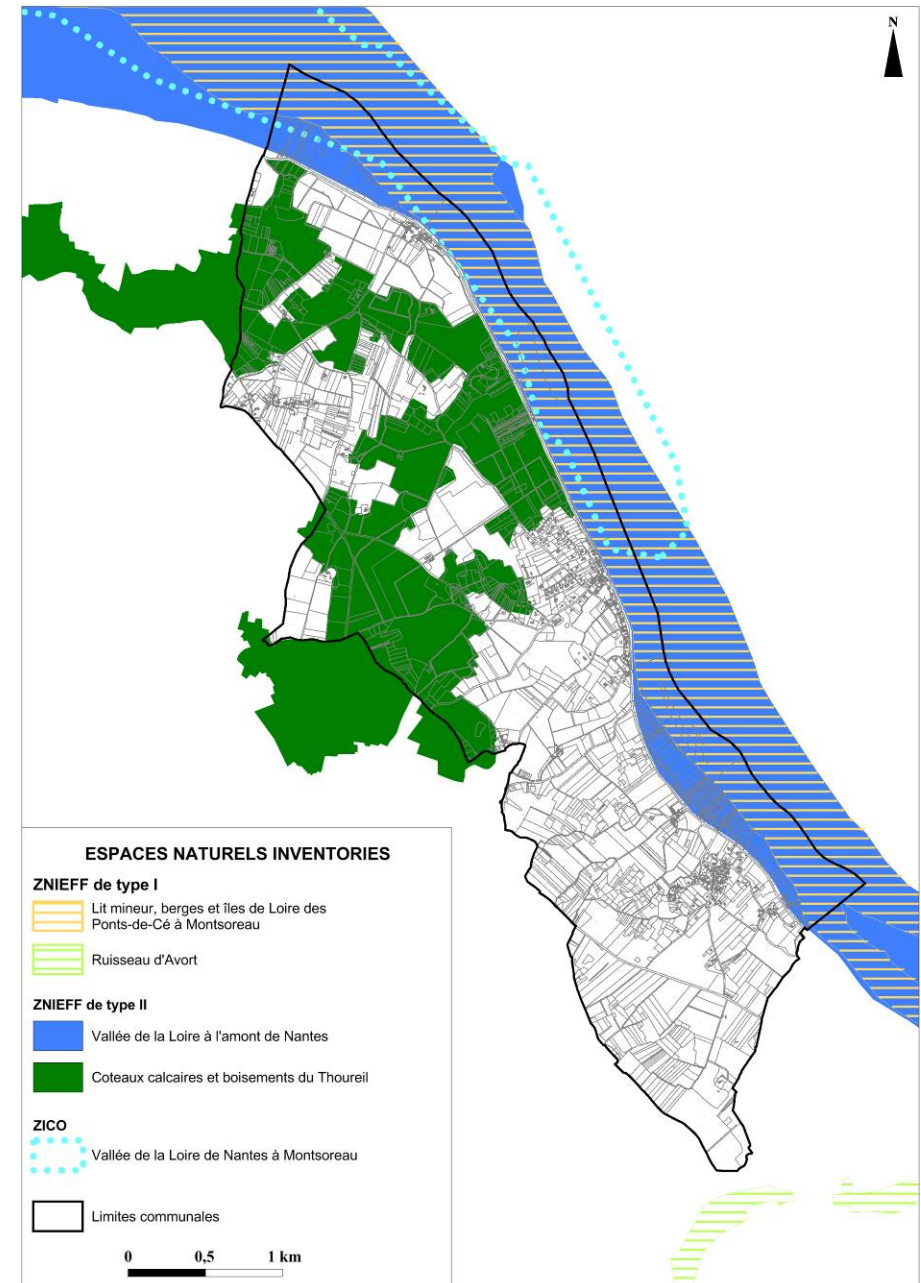 N
ESPACES NATURELS INVENTORIES
ZNIEFF de type I
Lit mineur, berges et îles de Loire des
Ponts-de-Cé à Montsoreau
Ruisseau d'Avort
ZNIEFF de type II
Vallée de la Loire à l'amont de Nantes
Coteaux calcaires et boisements du Thoureil
ZICO
Vallée de la Loire de Nantes à Montsoreau
Limites communales
0 0,5 1 km